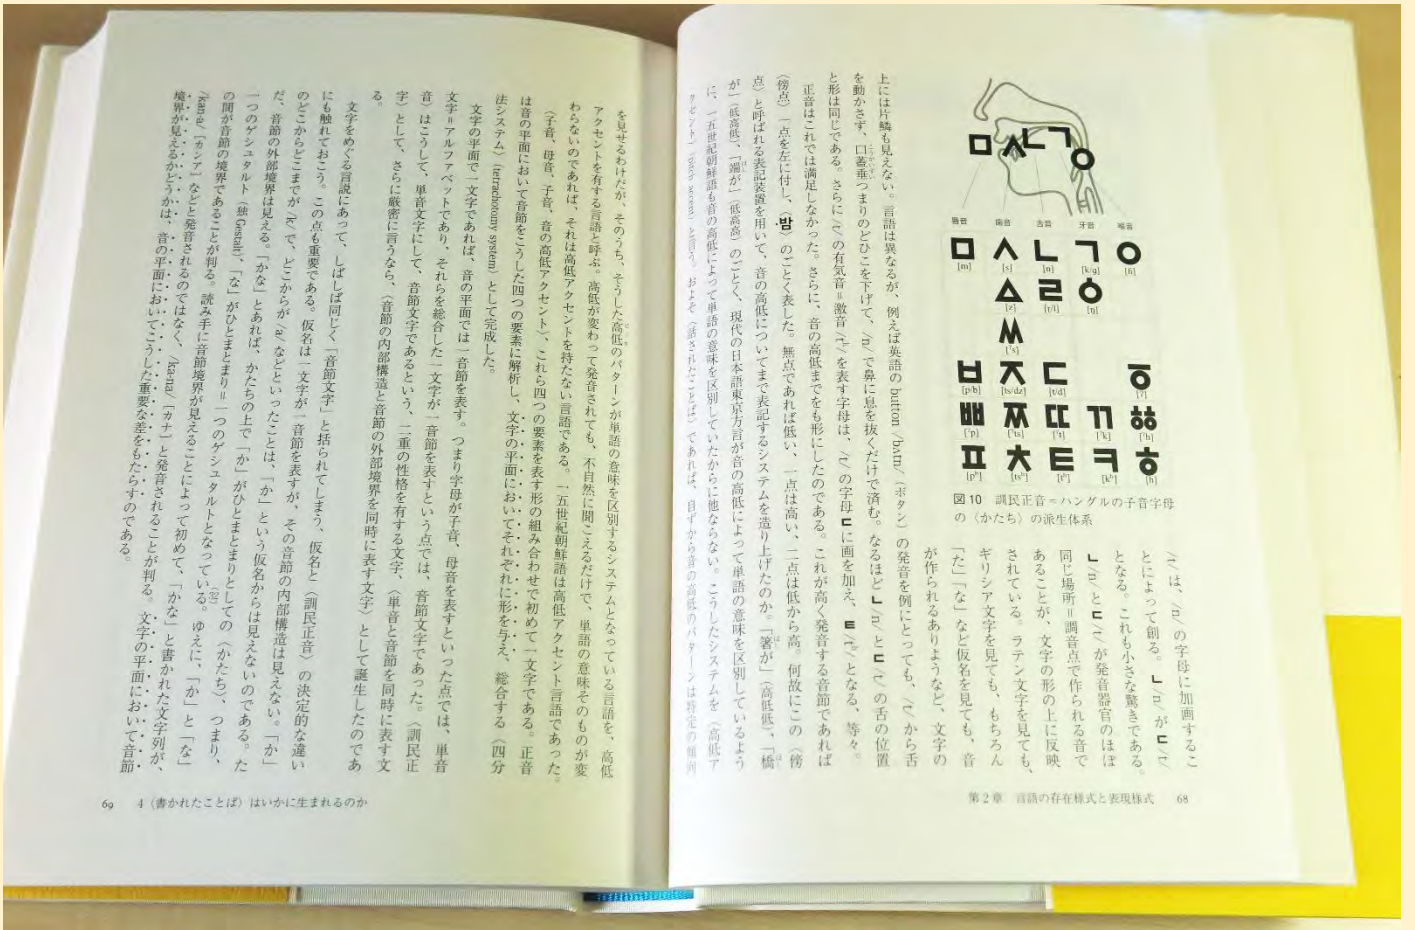 ㅁ ㅅ ㄴ ㄱ ㅇ
唇音 歯音 舌音 牙音 喉音
ㅁ ㅅ ㄴ ㄱ ㅇ
[m] [s] [n] [k/g] [ɦ]
ㅿ ㄹ ㆁ
[z] [r/l] [ŋ]
ㅆ
[ˀs]
ㅂ ㅈ ㄷ ㆆ
[p/b] [ts/dz] [t/d] [ʔ]
ㅃ ㅉ ㄸ ㄲ ㆅ
[ˀp] [ˀts] [ˀt] [ˀk] [ˀh]
ㅍ ㅊ ㅌ ㅋ ㅎ
[pʰ] [tsʰ] [tʰ] [kʰ] [h]
図10 訓民正音=ハングルの子音字母
の〈かたち〉の派生体系
/t/ は、/n/ の字母に加画するこ
とによって創る。ㄴ /n/ がㄷ /t/
となる。これも小さな驚きである。
ㄴ /n/ とㄷ /t/ が発音器官のほぼ
同じ場所=調音点で作られる音で
あることが、文字の形の上に反映
されている。ラテン文字を見ても、
ギリシア文字を見ても、もちろん
「た」「な」など仮名を見ても、音
が作られるありようなど、文字の
上には片鱗も見えない。言語は異なるが、例えば英語の button /bʌtn/(ボタン)の発音を例にとっても、/t/ から舌
を動かさず、口蓋垂つまりのどひこを下げて、/n/ で鼻に息を抜くだけで済む。なるほどㄴ /n/ とㄷ /t/ の舌の位置
と形は同じである。さらに /t/ の有気音=激音 /tʰ/ を表す字母は、/t/ の字母ㄷに画を加え、ㅌ /tʰ/ となる、等々。
正音はこれでは満足しなかった。さらに、音の高低までをも形にしたのである。これが高く発音する音節であれば
〈傍点〉一点を左に付し、〈·밤〉のごとく表した。無点であれば低い、一点は高い、二点は低から高。何故にこの〈傍
点〉と呼ばれる表記装置を用いて、音の高低についてまで表記するシステムを造り上げたのか。「箸が」(高低低)、「橋
が」(低高低)、「端が」(低高高)のごとく、現代の日本語東京方言が音の高低によって単語の意味を区別しているよう
に、一五世紀朝鮮語も音の高低によって単語の意味を区別していたからに他ならない。こうしたシステムを〈高低ア
クセント〉(pitch accent)と言う。およそ〈話されたことば〉であれば、自ずから音の高低のパターンは特定の傾向
第2章 言語の存在様式と表現様式 68
を見せるわけだが、そのうち、そうした高低のパターンが単語の意味を区別するシステムとなっている言語を、高低
アクセントを有する言語と呼ぶ。高低が変わって発音されても、不自然に聞こえるだけで、単語の意味そのものが変
わらないのであれば、それは高低アクセントを持たない言語である。一五世紀朝鮮語は高低アクセント言語であった。
〈子音、母音、子音、音の高低アクセント〉、これら四つの要素を表す形の組み合わせで初めて一文字である。正音
は音の平面において音節をこうした四つの要素に解析し、文字の平面においてそれぞれに形を与え、総合する〈四分
法システム〉(tetrachotomy system)として完成した。
文字の平面で一文字であれば、音の平面では一音節を表す。つまり字母が子音、母音を表すといった点では、単音
文字=アルファベットであり、それらを総合した一文字が一音節を表すという点では、音節文字であった。〈訓民正
音〉はこうして、単音文字にして、音節文字であるという、二重の性格を有する文字、〈単音と音節を同時に表す文
字〉として、さらに厳密に言うなら、〈音節の内部構造と音節の外部境界を同時に表す文字〉として誕生したのであ
る。
文字をめぐる言説にあって、しばしば同じく「音節文字」と括られてしまう、仮名と〈訓民正音〉の決定的な違い
にも触れておこう。この点も重要である。仮名は一文字が一音節を表すが、その音節の内部構造は見えない。「か」
のどこからどこまでが /k/ で、どこからが /a/ などといったことは、「か」という仮名からは見えないのである。た
だ、音節の外部境界は見える。「かな」とあれば、かたちの上で「か」がひとまとまりとしての〈かたち〉、つまり、
一つのゲシュタルト(独 Gestalt)、「な」がひとまとまり=一つのゲシュタルトとなっている。ゆえに、「か」と「な」
の間が音節の境界であることが判る。読み手に音節境界が見えることによって初めて、「かな」と書かれた文字列が、
/kan-a/[カンア]などと発音されるのではなく、/ka-na/[カナ]と発音されることが判る。文字の平面において音節
境界が見えるかどうかは、音の平面においてこうした重要な差をもたらすのである。
69 4〈書かれたことば〉はいかに生まれるのか